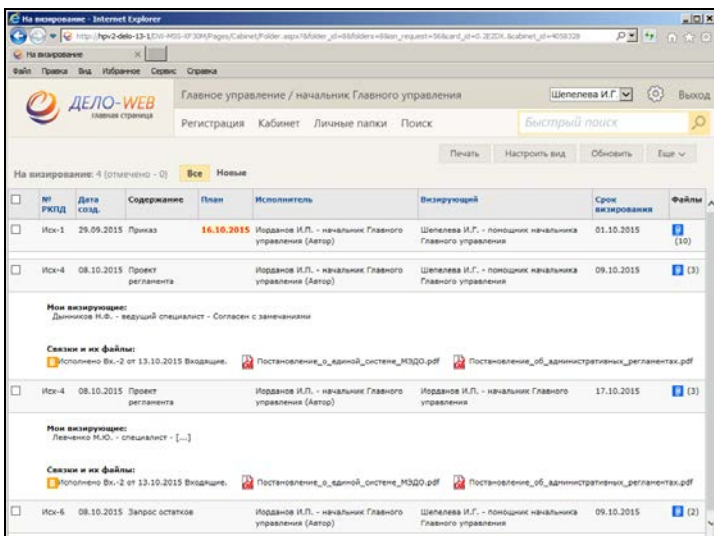 На визирование - Internet Explorer
На визирование
Файл Правка Вид Избранное Сервис Справка
ДЕЛО-WEB
главная страница
Главное управление / начальник Главного управления
Шепелева И.Г.
Выход
Регистрация Кабинет Личные папки Поиск
Быстрый поиск
Печать Настроить вид Обновить Еще
На визирование: 4 (отмечено - 0) Все Новые
№ РКПД Дата созд. Содержание План Исполнитель Визирующий Срок визирования Файлы
Исх-1 29.09.2015 Приказ 16.10.2015 Иорданов И.П. - начальник Главного Шепелева И.Г. - помощник начальника 01.10.2015
управления (Автор) Главного управления (10)
Исх-4 08.10.2015 Проект Иорданов И.П. - начальник Главного Шепелева И.Г. - помощник начальника 09.10.2015 (3)
регламента управления (Автор) Главного управления
Мои визирующие:
Дынников Н.Ф. - ведущий специалист - Согласен с замечаниями
Связки и их файлы:
Исполнено Вх.-2 от 13.10.2015 Входящие. Постановление_о_единой_системе_МЭДО.pdf Постановление_об_административных_регламентах.pdf
Исх-4 08.10.2015 Проект Иорданов И.П. - начальник Главного Иорданов И.П. - начальник Главного 17.10.2015 (3)
регламента управления (Автор) управления
Мои визирующие:
Левченко М.Ю. - специалист - [...]
Связки и их файлы:
Исполнено Вх.-2 от 13.10.2015 Входящие. Постановление_о_единой_системе_МЭДО.pdf Постановление_об_административных_регламентах.pdf
Исх-6 08.10.2015 Запрос остатков Иорданов И.П. - начальник Главного Шепелева И.Г. - помощник начальника 09.10.2015 (2)
управления (Автор) Главного управления